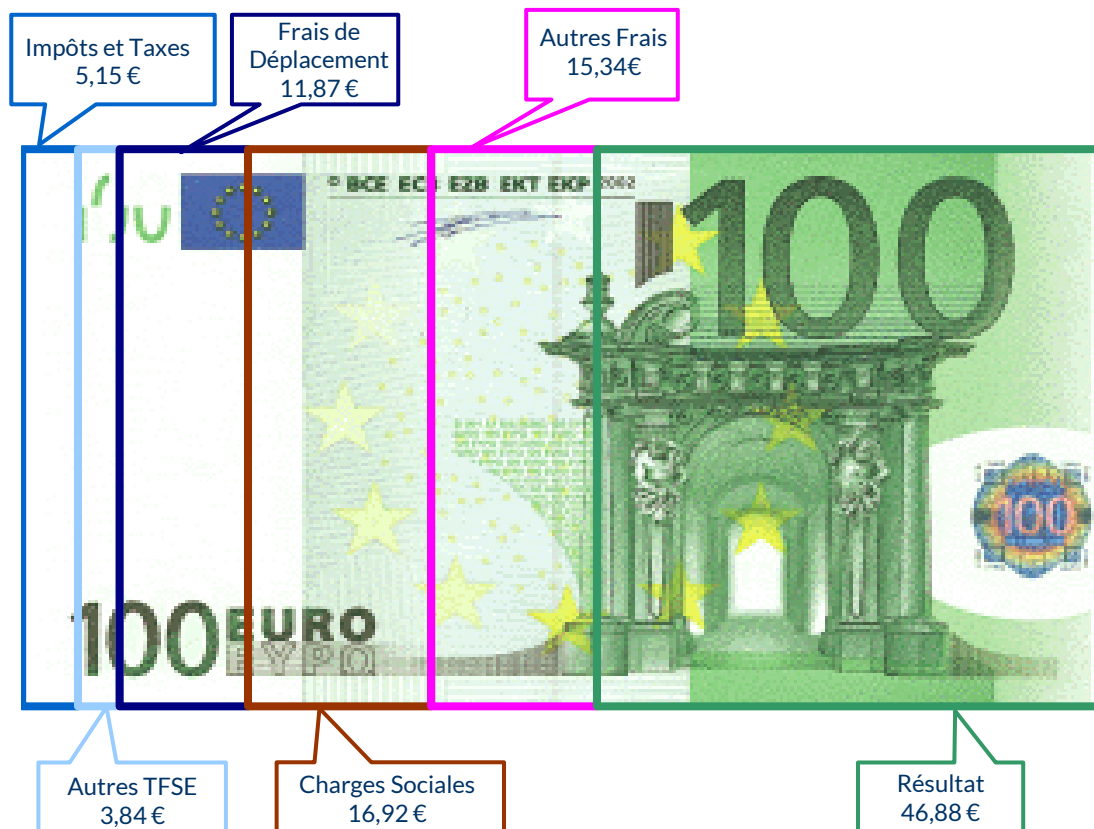 Impôts et Taxes
5,15 €
Frais de
Déplacement
11,87 €
Autres Frais
15,34€
© BCE ECB EZB EKT EKP 2002
100
100
100 EURO
ΕΥΡΩ
Autres TFSE
3,84 €
Charges Sociales
16,92 €
Résultat
46,88 €